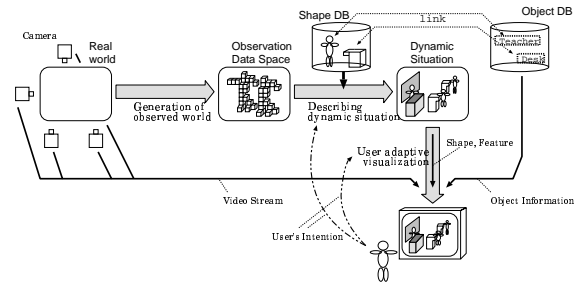 Shape DB
link
Object DB
Camera
Real
world
Observation
Data Space
Dynamic
Situation
Teacher
Desk
Generation of
observed world
Describing
dynamic situation
User adaptive
visualization
Shape, Feature
Video Stream
Object Information
User's Intention